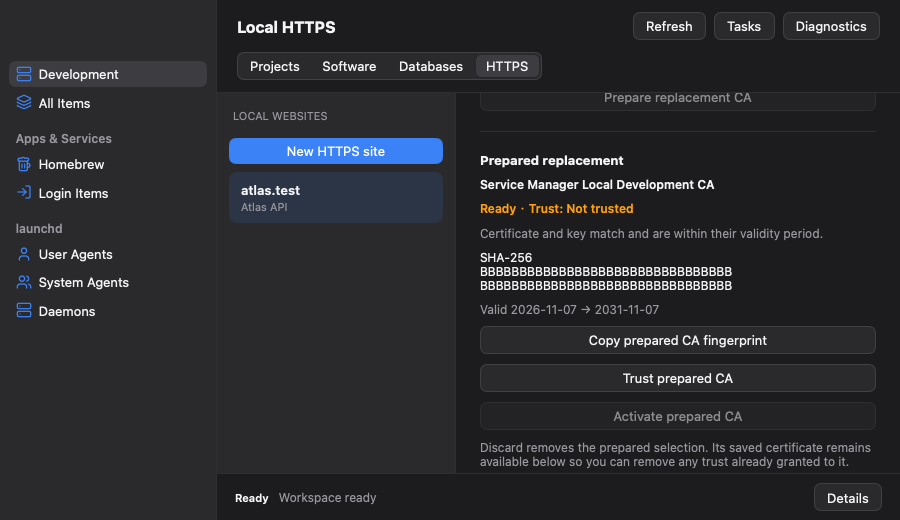 Local HTTPS
Refresh
Tasks
Diagnostics
Projects
Software
Databases
HTTPS
Development
All Items
Apps & Services
Homebrew
Login Items
launchd
User Agents
System Agents
Daemons
LOCAL WEBSITES
New HTTPS site
atlas.test
Atlas API
Prepare replacement CA
Prepared replacement
Service Manager Local Development CA
Ready · Trust: Not trusted
Certificate and key match and are within their validity period.
SHA-256
BBBBBBBBBBBBBBBBBBBBBBBBBBBBBBBB
BBBBBBBBBBBBBBBBBBBBBBBBBBBBBBBB
Valid 2026-11-07 → 2031-11-07
Copy prepared CA fingerprint
Trust prepared CA
Activate prepared CA
Discard removes the prepared selection. Its saved certificate remains
available below so you can remove any trust already granted to it.
Ready
Workspace ready
Details